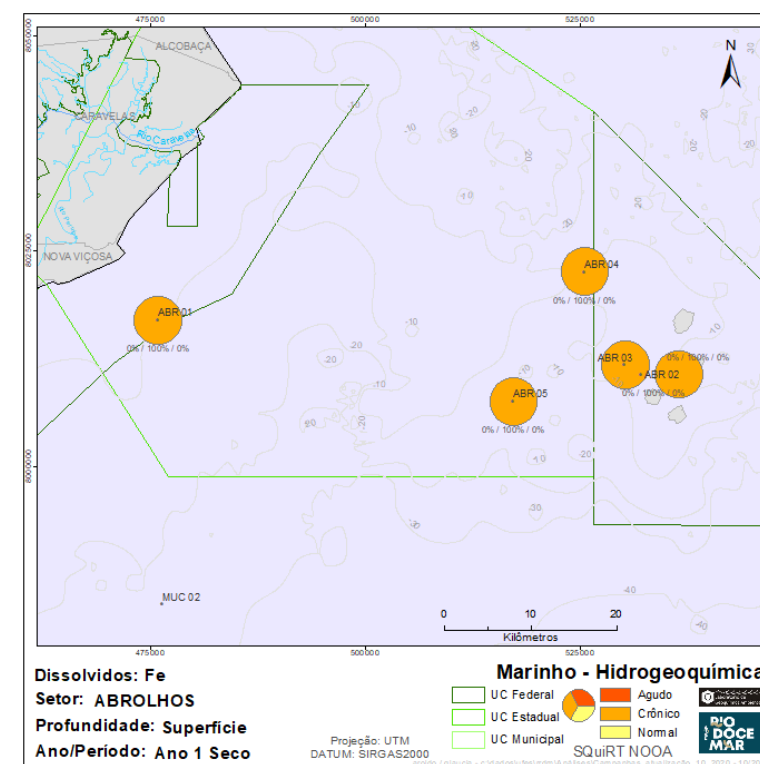 475000 500000 525000
8050000
8025000
8000000
ALCOBAÇA
CARAVELAS
Rio Caravelas
NOVA VIÇOSA
N
-10
-20
-30
-40
ABR 04
0% / 100% / 0%
ABR 01
0% / 100% / 0%
ABR 03
0% / 100% / 0%
ABR 02
0% / 100% / 0%
ABR 05
0% / 100% / 0%
MUC 02
0 10 20
Kilômetros
475000 500000 525000
Dissolvidos: Fe
Setor: ABROLHOS
Profundidade: Superfície
Ano/Período: Ano 1 Seco
Projeção: UTM
DATUM: SIRGAS2000
Marinho - Hidrogeoquímica
UC Federal
UC Estadual
UC Municipal
Agudo
Crônico
Normal
SQuiRT NOOA
RIO
DOCE
MAR